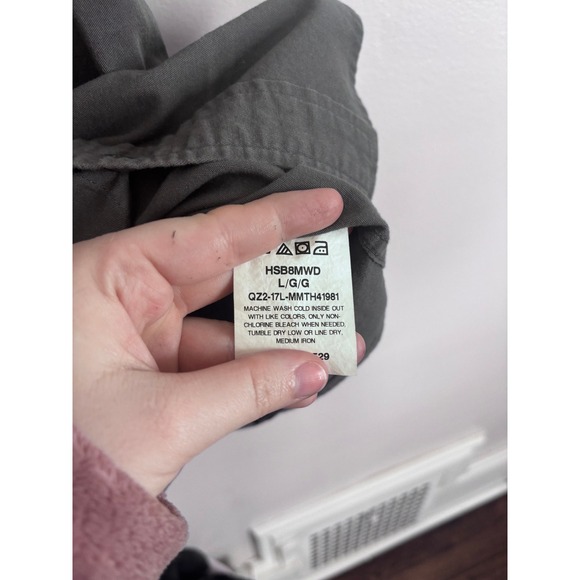 HSB8MWD
L/G/G
QZ2-17L-MMTH41981
MACHINE WASH COLD INSIDE OUT
WITH LIKE COLORS, ONLY NON-
CHLORINE BLEACH WHEN NEEDED,
TUMBLE DRY LOW OR LINE DRY,
MEDIUM IRON